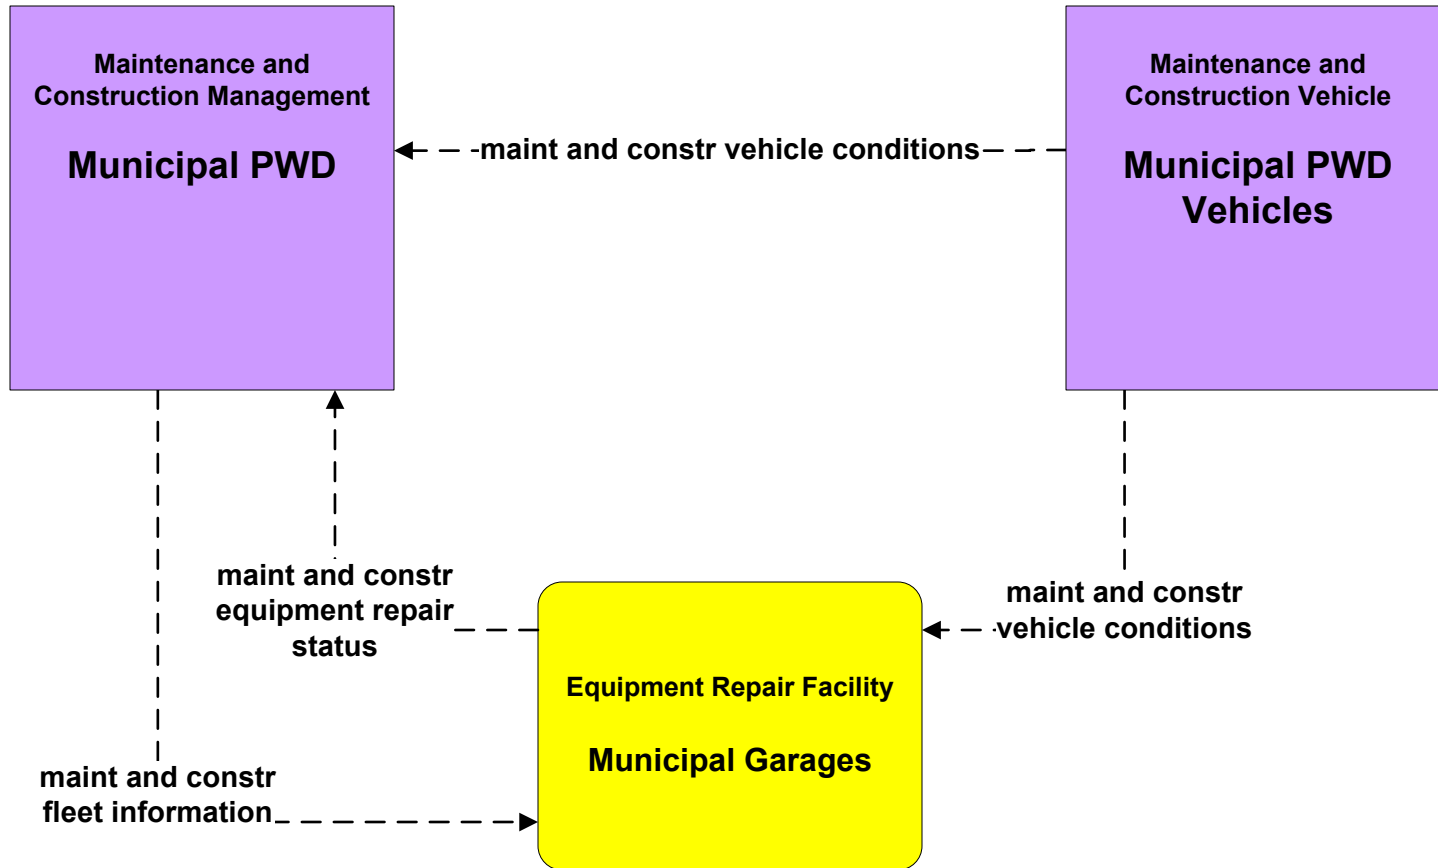 Maintenance and
Construction Management
Municipal PWD
Maintenance and
Construction Vehicle
Municipal PWD
Vehicles
maint and constr vehicle conditions
maint and constr
equipment repair
status
maint and constr
vehicle conditions
Equipment Repair Facility
Municipal Garages
maint and constr
fleet information